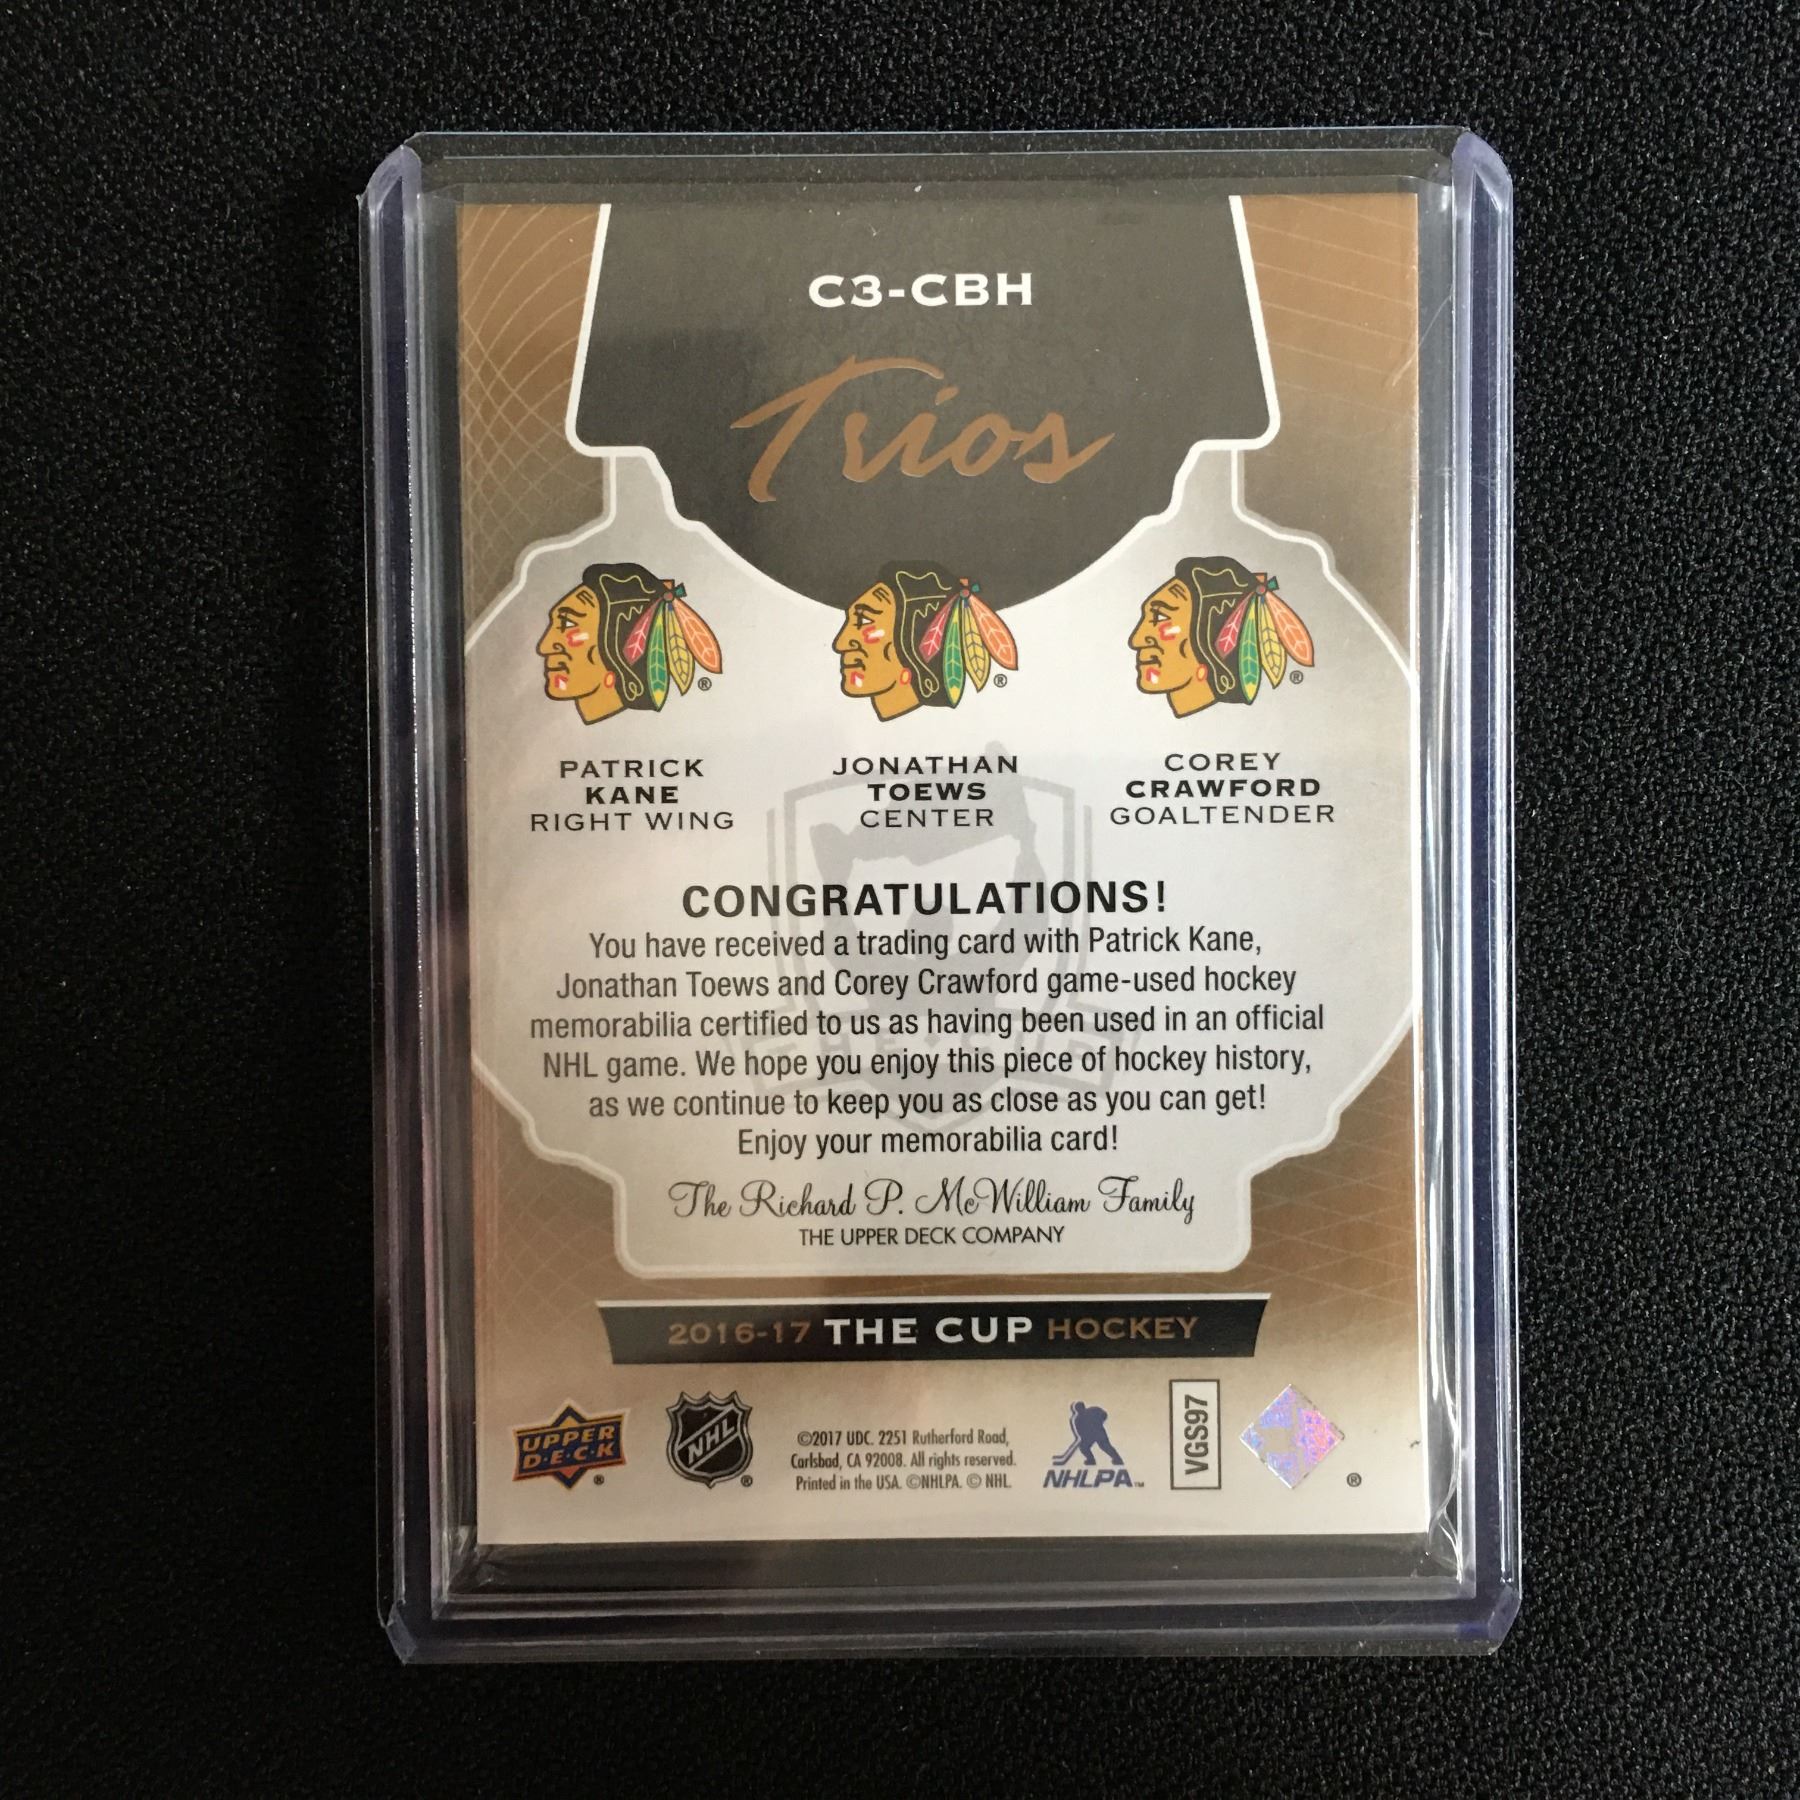 C3-CBH
Trios
®
®
®
PATRICK
KANE
RIGHT WING
JONATHAN
TOEWS
CENTER
COREY
CRAWFORD
GOALTENDER
CONGRATULATIONS!
You have received a trading card with Patrick Kane,
Jonathan Toews and Corey Crawford game-used hockey
memorabilia certified to us as having been used in an official
NHL game. We hope you enjoy this piece of hockey history,
as we continue to keep you as close as you can get!
Enjoy your memorabilia card!
The Richard P. McWilliam Family
THE UPPER DECK COMPANY
2016-17 THE CUP HOCKEY
UPPER
D·E·C·K
®
NHL
®
©2017 UDC. 2251 Rutherford Road,
Carlsbad, CA 92008. All rights reserved.
Printed in the USA. ©NHLPA. © NHL.
NHLPA™
VGS97
®